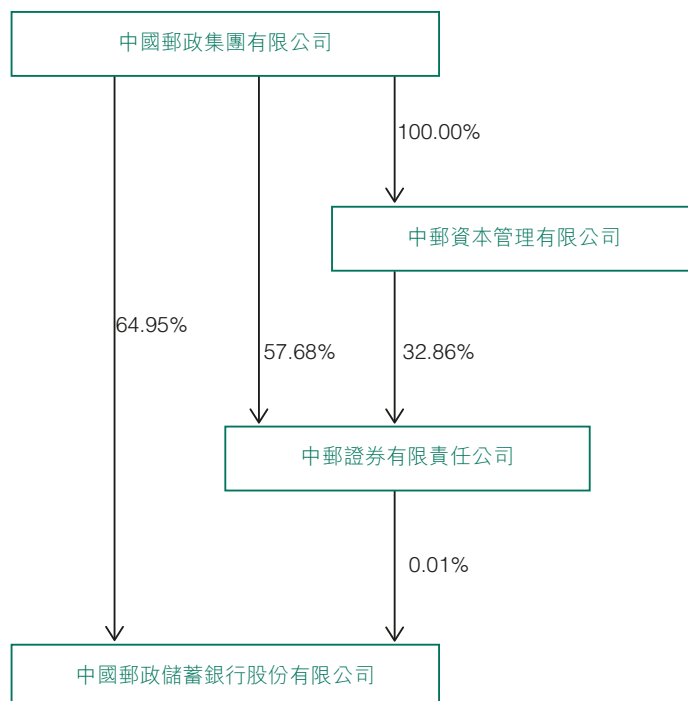 中國郵政集團有限公司
100.00%
中郵資本管理有限公司
64.95%
57.68%
32.86%
中郵證券有限責任公司
0.01%
中國郵政儲蓄銀行股份有限公司